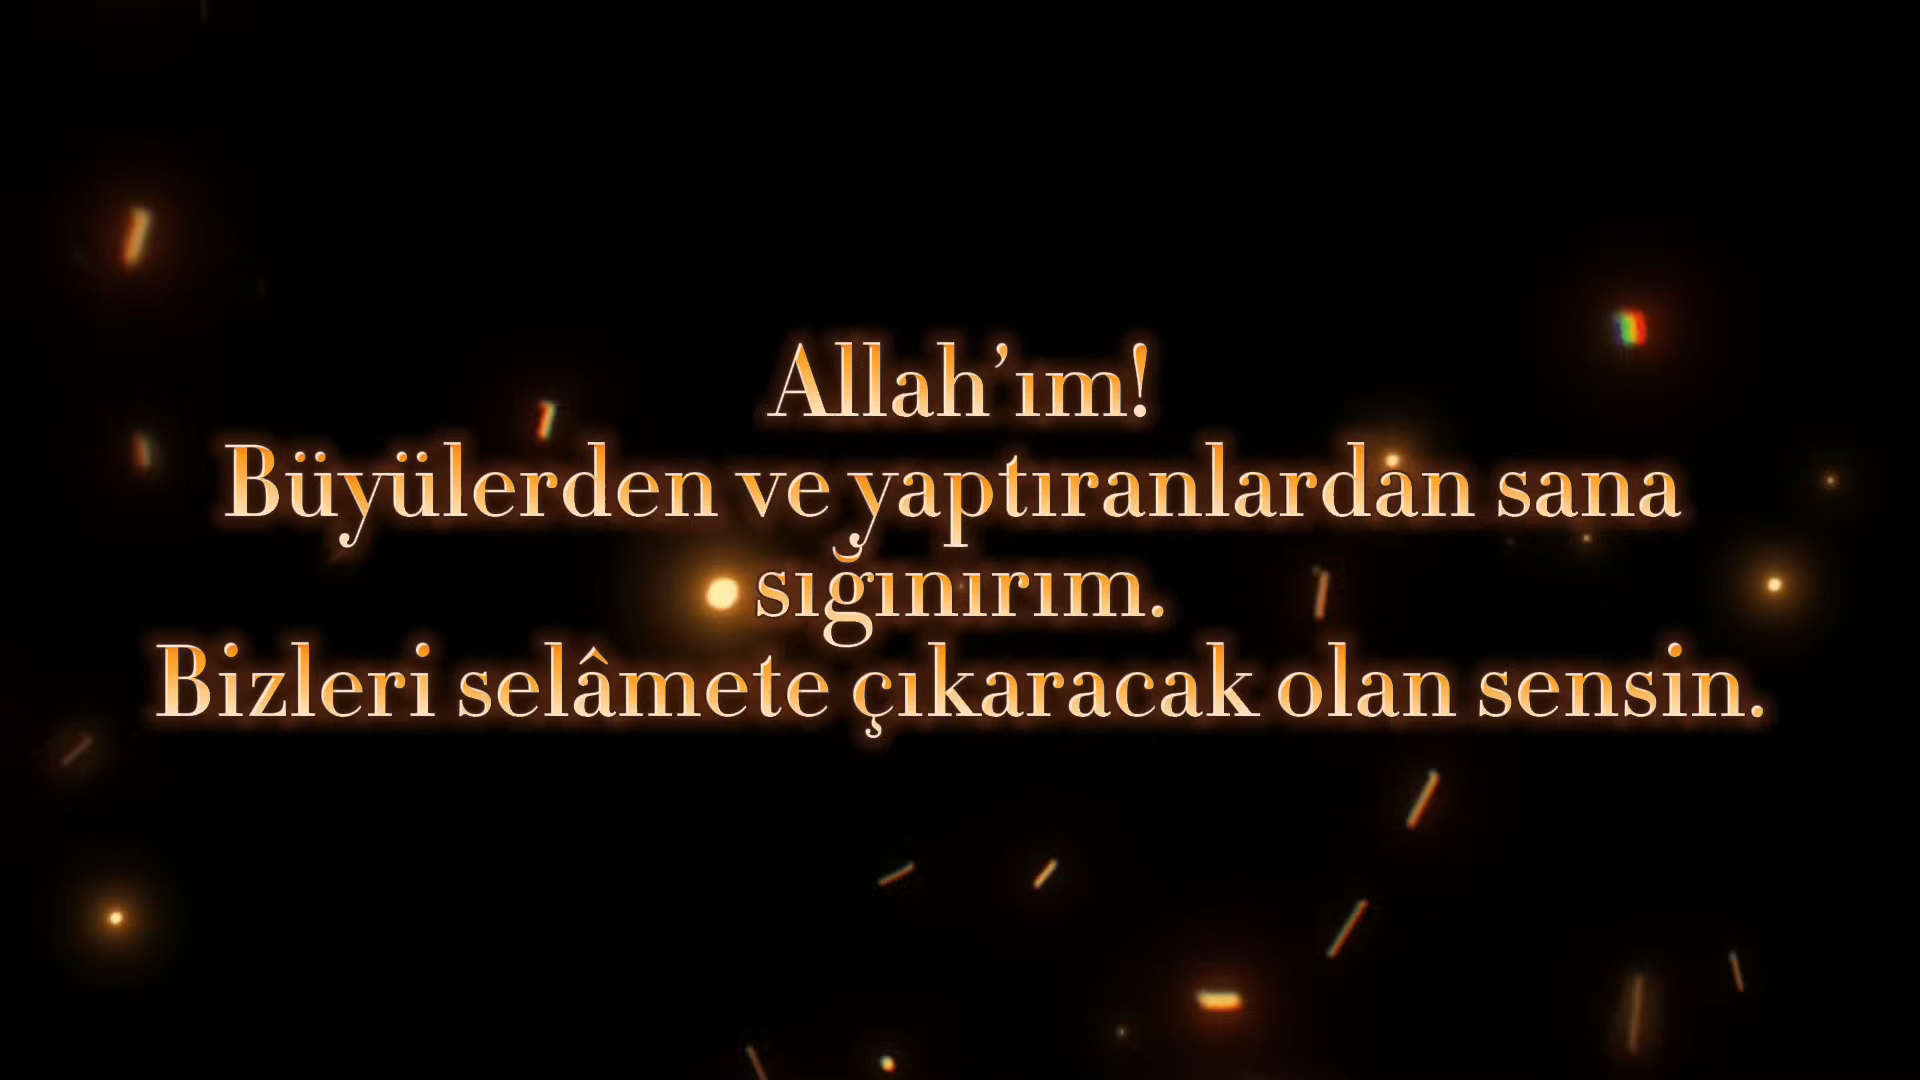 Allah’ım!
Büyülerden ve yaptıranlardan sana
sığınırım.
Bizleri selâmete çıkaracak olan sensin.